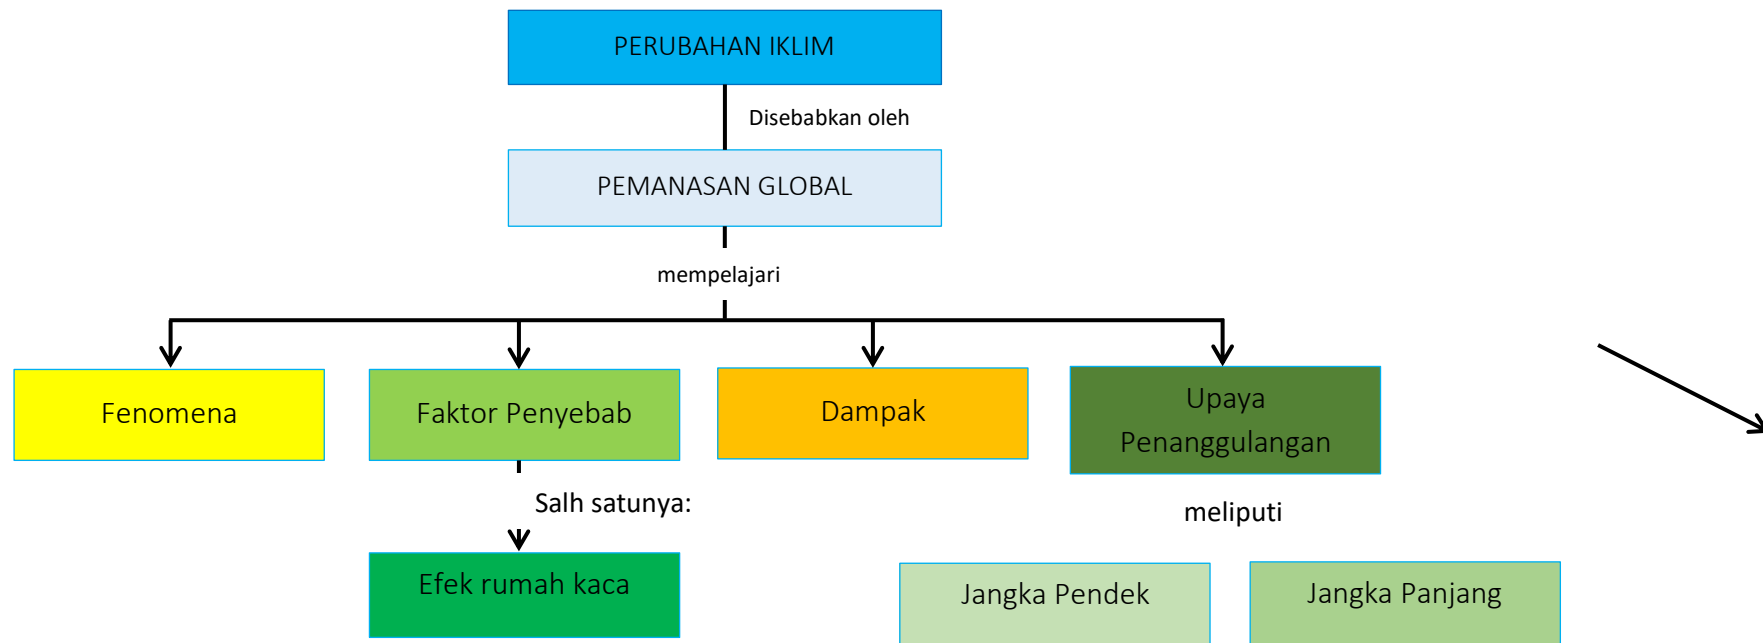 PERUBAHAN IKLIM
Disebabkan oleh
PEMANASAN GLOBAL
mempelajari
Fenomena
Faktor Penyebab
Dampak
Upaya
Penanggulangan
Salh satunya:
meliputi
Efek rumah kaca
Jangka Pendek
Jangka Panjang